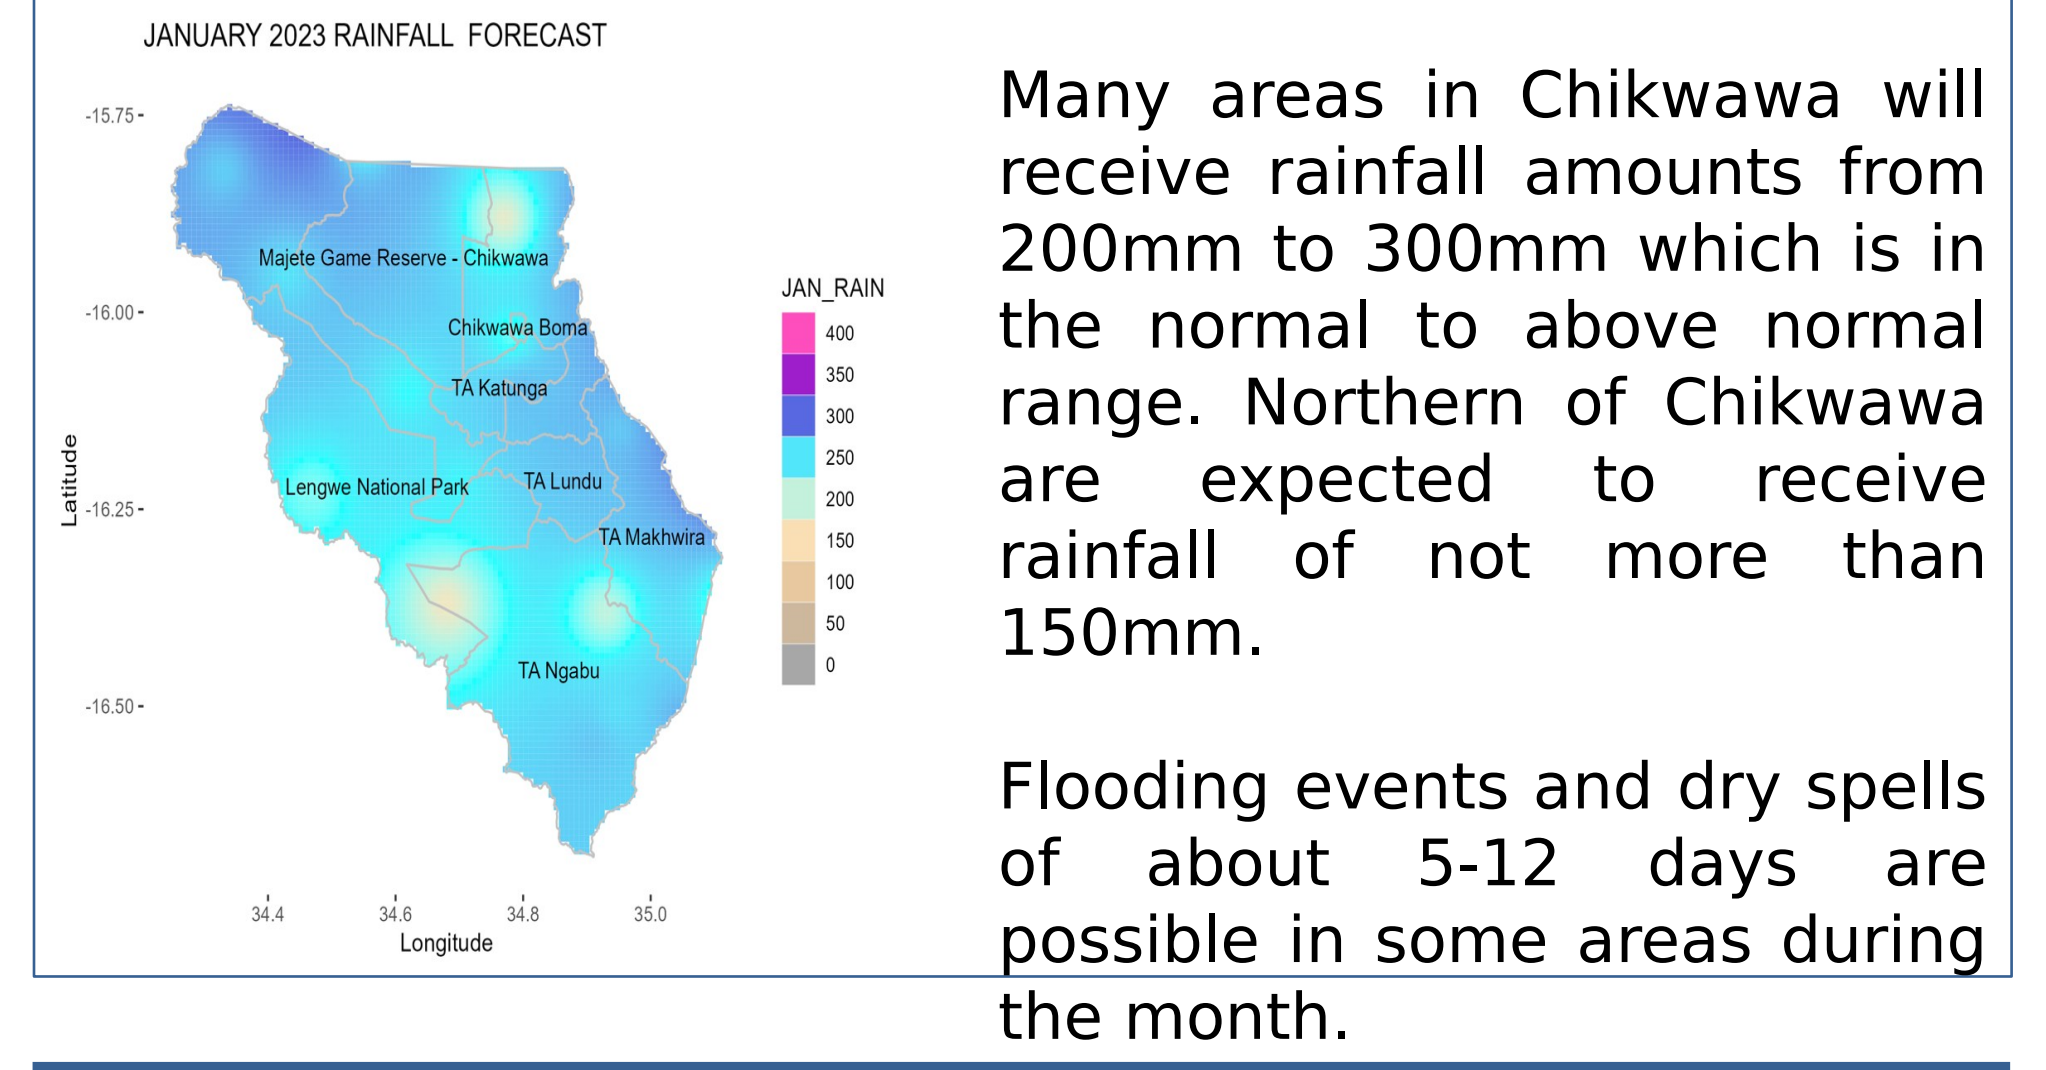 JANUARY 2023 RAINFALL FORECAST
-15.75
-16.00
-16.25
-16.50
Latitude
Majete Game Reserve - Chikwawa
Chikwawa Boma
TA Katunga
Lengwe National Park
TA Lundu
TA Makhwira
TA Ngabu
34.4
34.6
34.8
35.0
Longitude
JAN_RAIN
400
350
300
250
200
150
100
50
0
Many areas in Chikwawa will
receive rainfall amounts from
200mm to 300mm which is in
the normal to above normal
range. Northern of Chikwawa
are expected to receive
rainfall of not more than
150mm.
Flooding events and dry spells
of about 5-12 days are
possible in some areas during
the month.